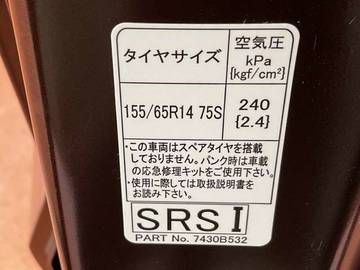 タイヤサイズ
空気圧
kPa
{kgf/cm²}
155/65R14 75S
240
{2.4}
・この車両はスペアタイヤを搭載
しておりません。パンク時は車載
の応急修理キットをご使用下さい。
・使用に際しては取扱説明書を
お読み下さい。
SRS I
PART No. 7430B532